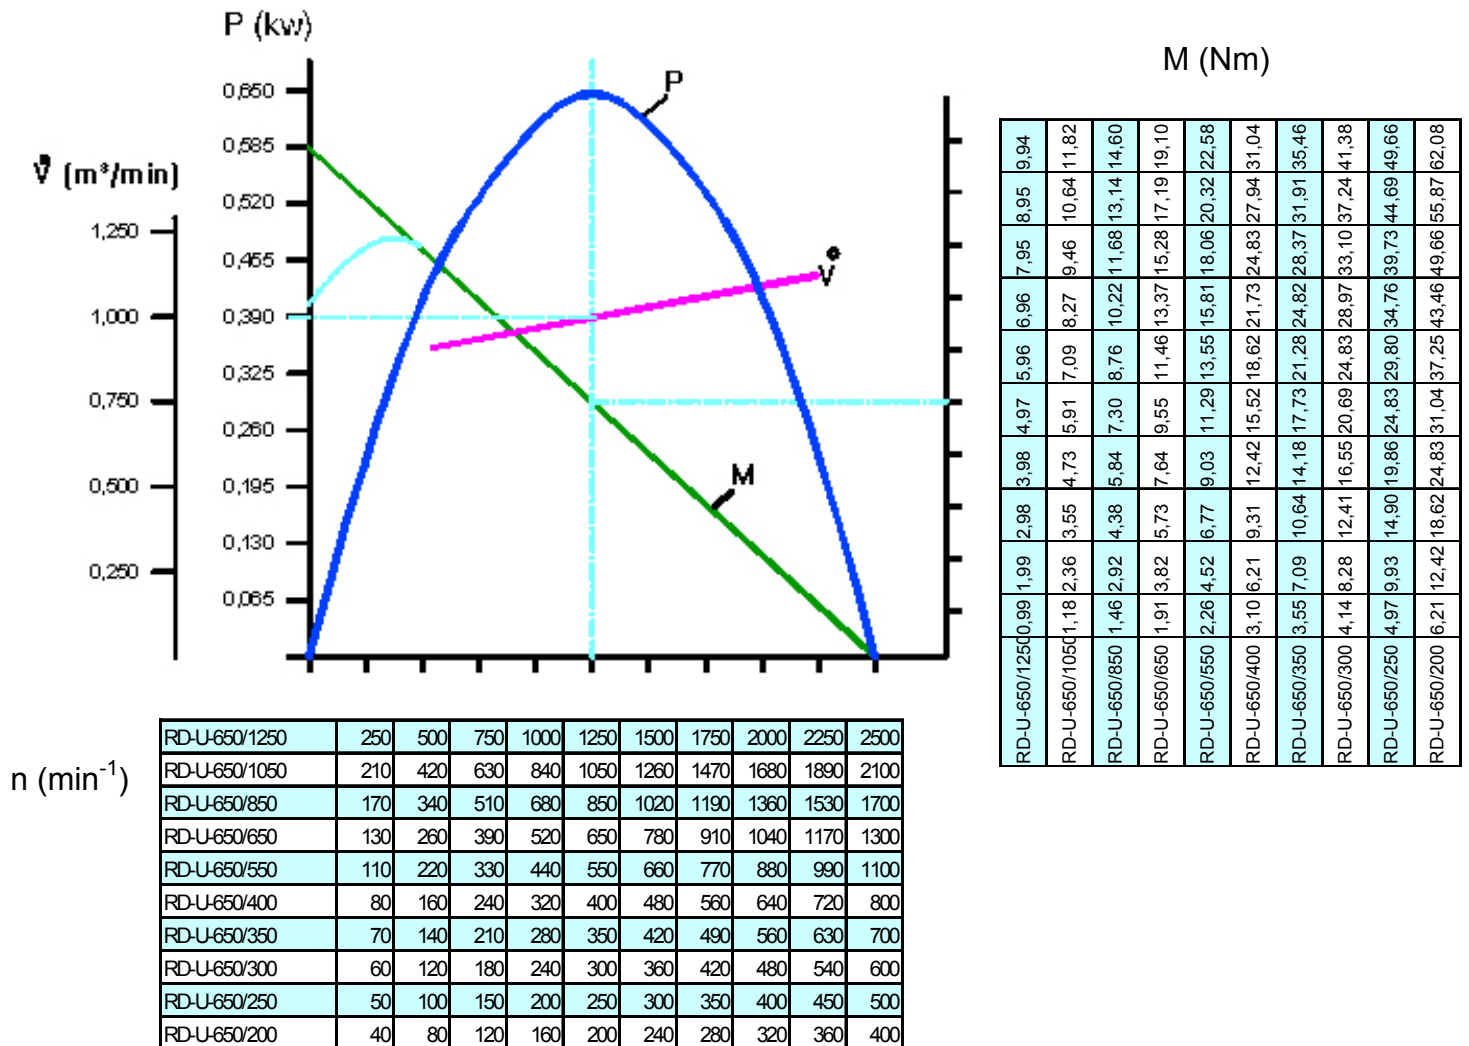 P (kw)
M (Nm)
V̇ (m³/min)
0,650
0,585
0,520
0,455
0,390
0,325
0,260
0,195
0,130
0,065
1,250
1,000
0,750
0,500
0,250
P
V̇
M
n (min⁻¹)
RD-U-650/1250 250 500 750 1000 1250 1500 1750 2000 2250 2500
RD-U-650/1050 210 420 630 840 1050 1260 1470 1680 1890 2100
RD-U-650/850 170 340 510 680 850 1020 1190 1360 1530 1700
RD-U-650/650 130 260 390 520 650 780 910 1040 1170 1300
RD-U-650/550 110 220 330 440 550 660 770 880 990 1100
RD-U-650/400 80 160 240 320 400 480 560 640 720 800
RD-U-650/350 70 140 210 280 350 420 490 560 630 700
RD-U-650/300 60 120 180 240 300 360 420 480 540 600
RD-U-650/250 50 100 150 200 250 300 350 400 450 500
RD-U-650/200 40 80 120 160 200 240 280 320 360 400
RD-U-650/1250 0,99 1,99 2,98 3,98 4,97 5,96 6,96 7,95 8,95 9,94
RD-U-650/1050 1,18 2,36 3,55 4,73 5,91 7,09 8,27 9,46 10,64 11,82
RD-U-650/850 1,46 2,92 4,38 5,84 7,30 8,76 10,22 11,68 13,14 14,60
RD-U-650/650 1,91 3,82 5,73 7,64 9,55 11,46 13,37 15,28 17,19 19,10
RD-U-650/550 2,26 4,52 6,77 9,03 11,29 13,55 15,81 18,06 20,32 22,58
RD-U-650/400 3,10 6,21 9,31 12,42 15,52 18,62 21,73 24,83 27,94 31,04
RD-U-650/350 3,55 7,09 10,64 14,18 17,73 21,28 24,82 28,37 31,91 35,46
RD-U-650/300 4,14 8,28 12,41 16,55 20,69 24,83 28,97 33,10 37,24 41,38
RD-U-650/250 4,97 9,93 14,90 19,86 24,83 29,80 34,76 39,73 44,69 49,66
RD-U-650/200 6,21 12,42 18,62 24,83 31,04 37,25 43,46 49,66 55,87 62,08